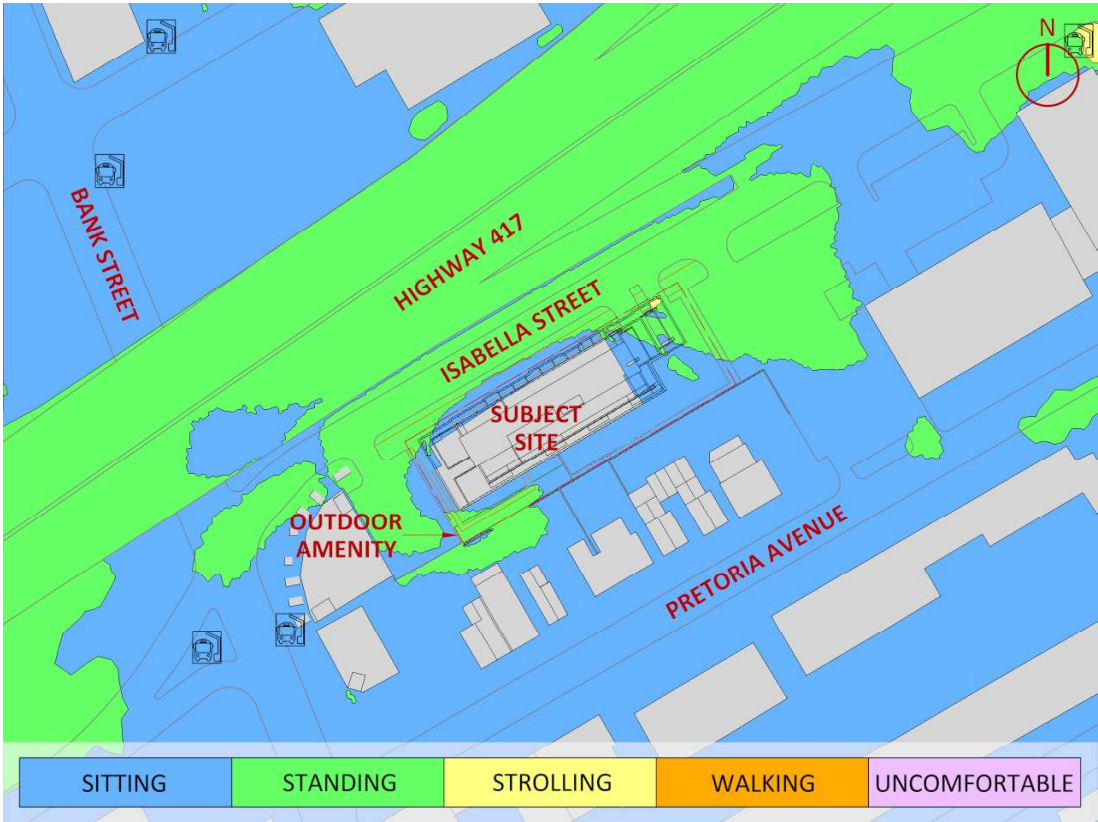 N
BANK STREET
HIGHWAY 417
ISABELLA STREET
SUBJECT
SITE
OUTDOOR
AMENITY
PRETORIA AVENUE
SITTING
STANDING
STROLLING
WALKING
UNCOMFORTABLE